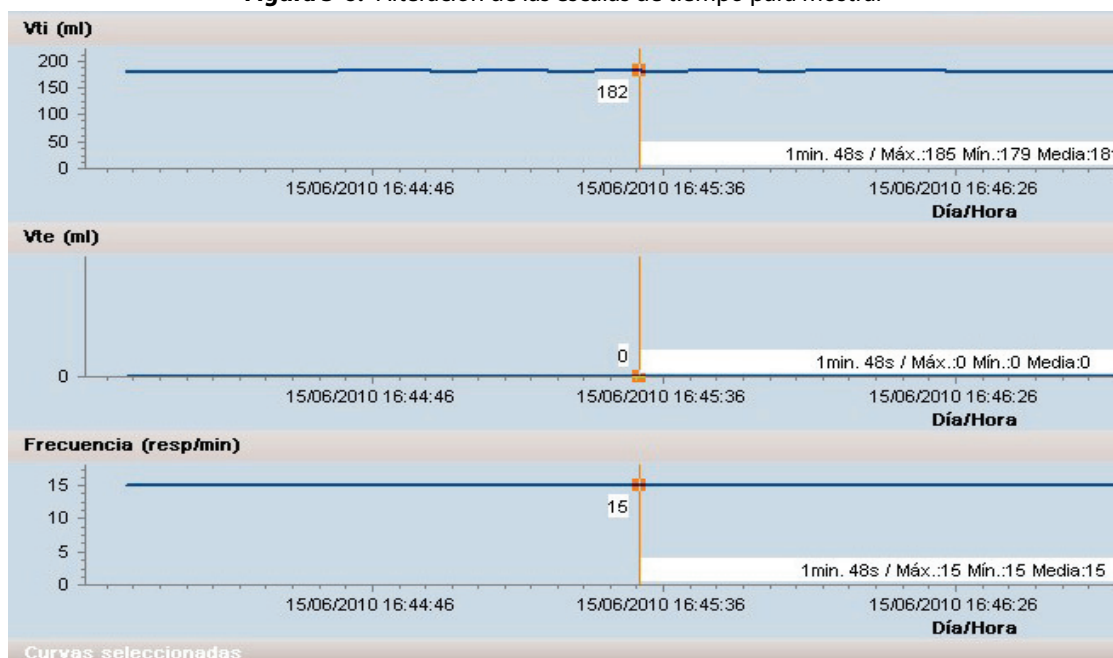 Vti (ml)
200
150
100
50
0
182
1min. 48s / Máx.:185 Mín.:179 Media:181
15/06/2010 16:44:46 15/06/2010 16:45:36 15/06/2010 16:46:26
Día/Hora
Vte (ml)
0
0
1min. 48s / Máx.:0 Mín.:0 Media:0
15/06/2010 16:44:46 15/06/2010 16:45:36 15/06/2010 16:46:26
Día/Hora
Frecuencia (resp/min)
15
10
5
0
15
1min. 48s / Máx.:15 Mín.:15 Media:15
15/06/2010 16:44:46 15/06/2010 16:45:36 15/06/2010 16:46:26
Día/Hora
Curvas seleccionadas